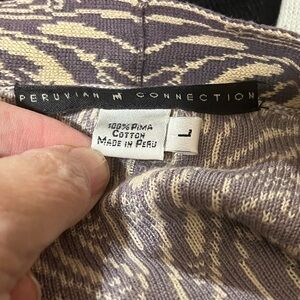 PERUVIAN CONNECTION
100% PIMA
COTTON
MADE IN PERU
L